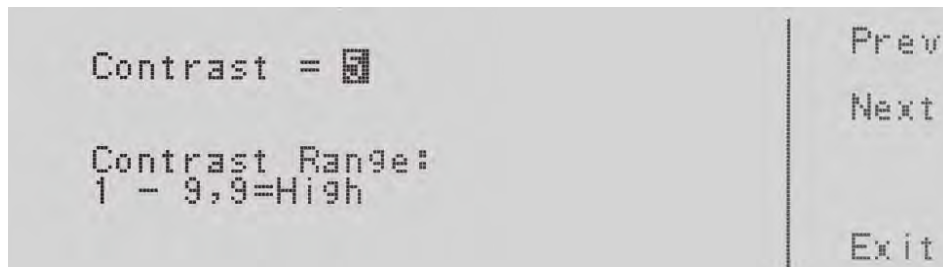 Contrast = 5
Contrast Range:
1 - 9,9=High
Prev
Next
Exit